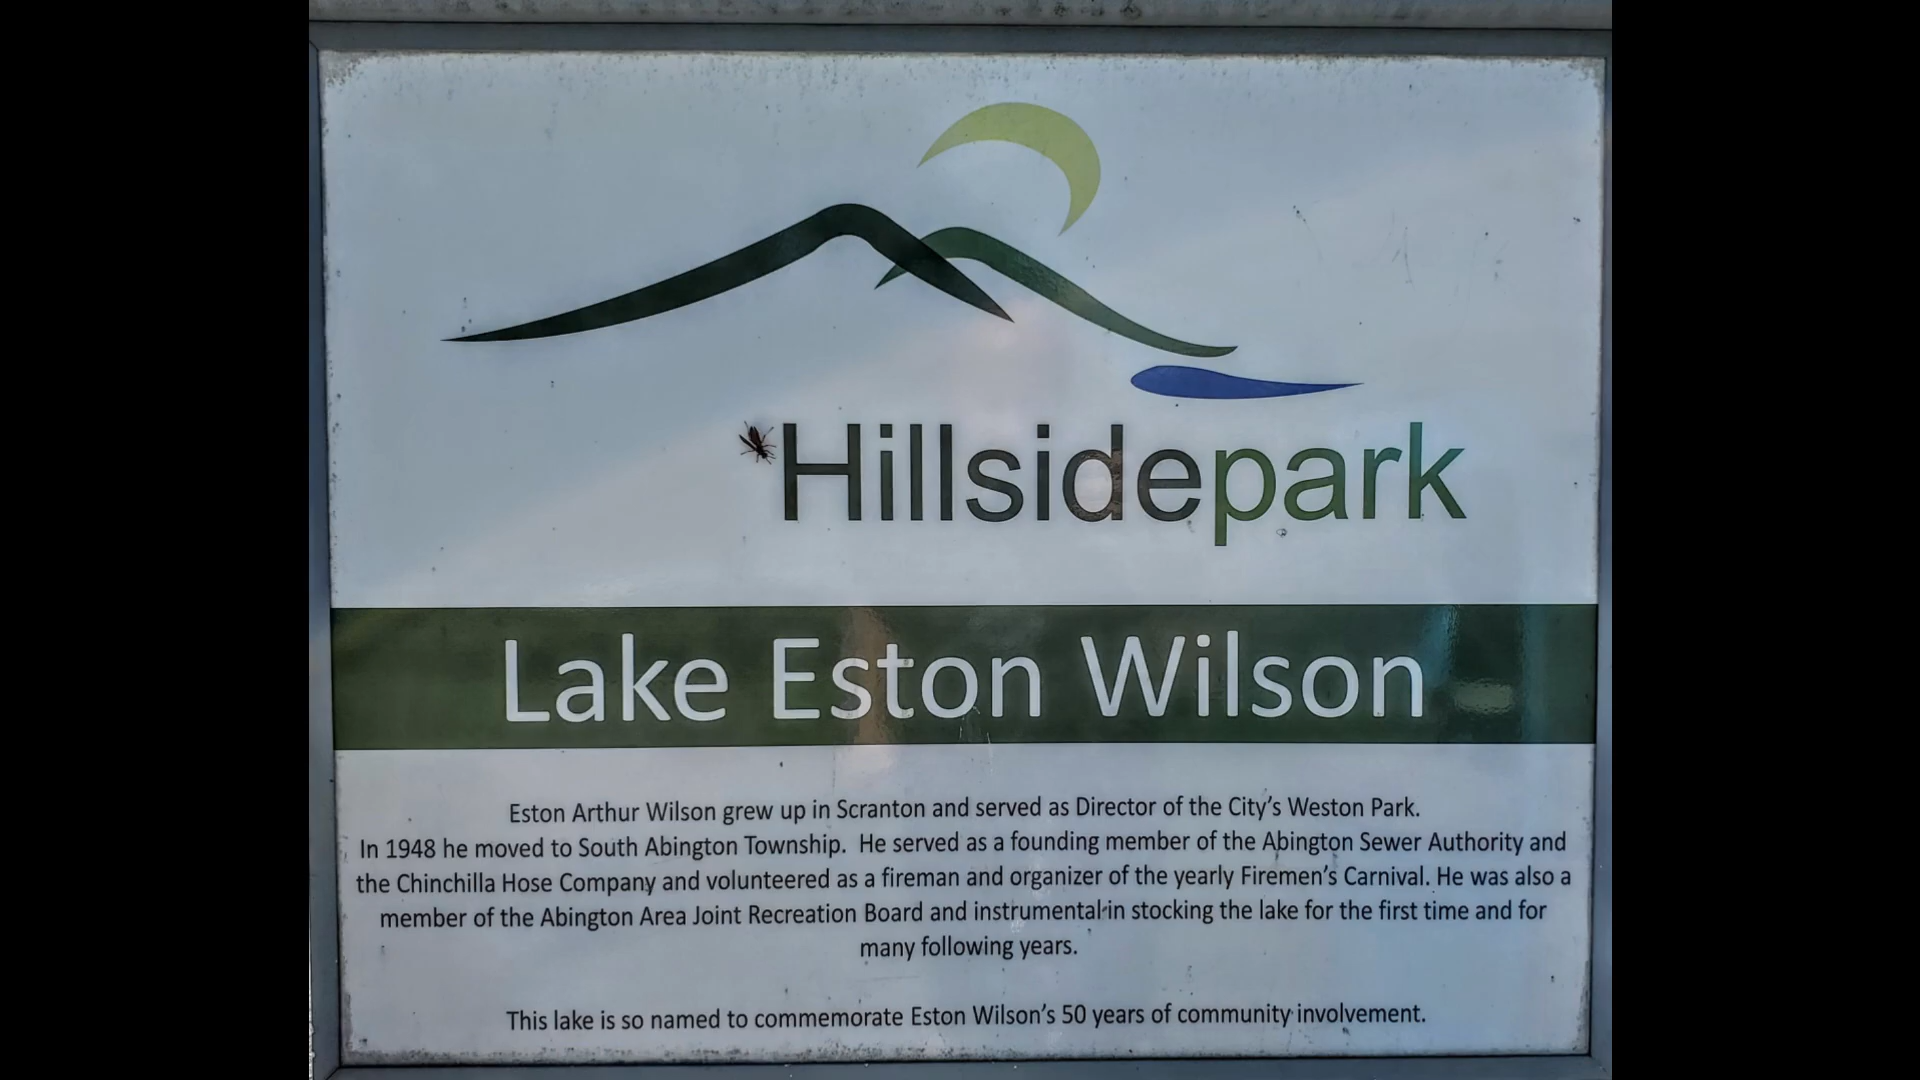 Hillsidepark
Lake Eston Wilson
Eston Arthur Wilson grew up in Scranton and served as Director of the City's Weston Park.
In 1948 he moved to South Abington Township.  He served as a founding member of the Abington Sewer Authority and
the Chinchilla Hose Company and volunteered as a fireman and organizer of the yearly Firemen's Carnival. He was also a
member of the Abington Area Joint Recreation Board and instrumental in stocking the lake for the first time and for
many following years.
This lake is so named to commemorate Eston Wilson's 50 years of community involvement.